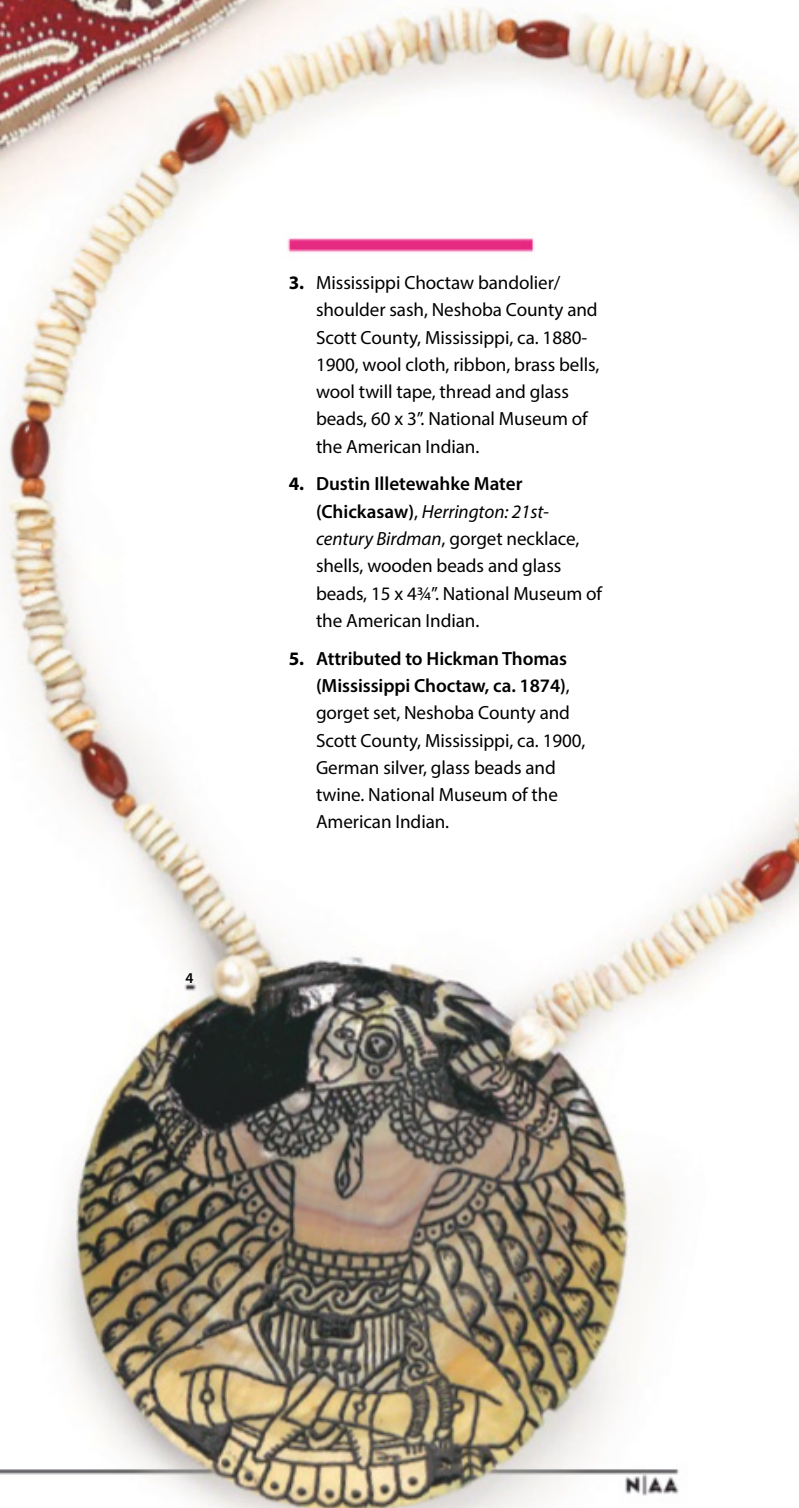 3. Mississippi Choctaw bandolier/
shoulder sash, Neshoba County and
Scott County, Mississippi, ca. 1880-
1900, wool cloth, ribbon, brass bells,
wool twill tape, thread and glass
beads, 60 x 3”. National Museum of
the American Indian.
4. Dustin Illetewahke Mater
(Chickasaw), Herrington: 21st-
century Birdman, gorget necklace,
shells, wooden beads and glass
beads, 15 x 4¾”. National Museum of
the American Indian.
5. Attributed to Hickman Thomas
(Mississippi Choctaw, ca. 1874),
gorget set, Neshoba County and
Scott County, Mississippi, ca. 1900,
German silver, glass beads and
twine. National Museum of the
American Indian.
4
N|AA